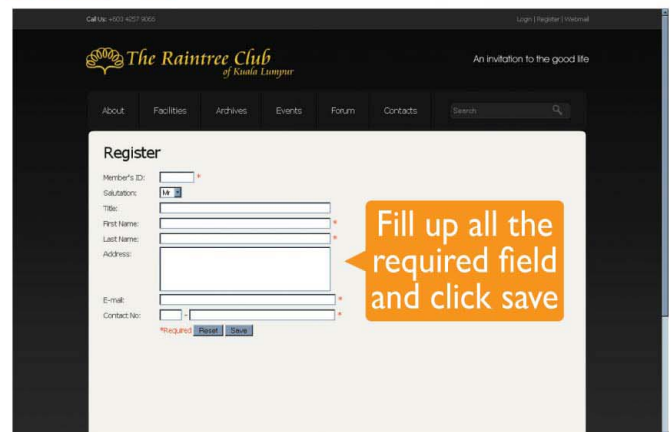 Call Us: +603 4257 9066
Login | Register | Webmail
The Raintree Club
of Kuala Lumpur
An invitation to the good life
About Facilities Archives Events Forum Contacts Search
Register
Member's ID: *
Salutation: Mr
Title:
First Name: *
Last Name: *
Address:
E-mail: *
Contact No: - *
*Required Reset Save
Fill up all the
required field
and click save